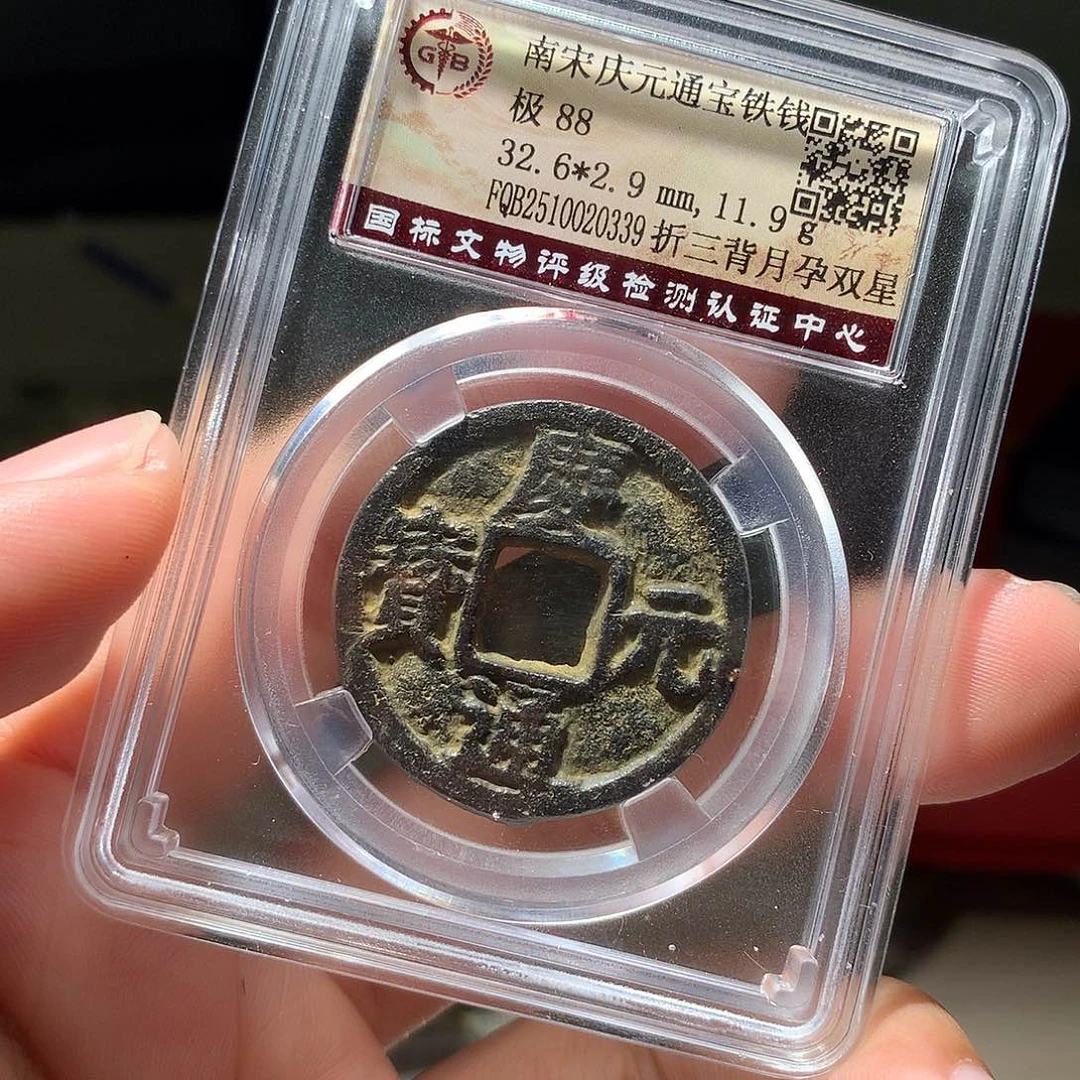 GB
南宋庆元通宝铁钱
极 88
32.6*2.9 mm, 11.9g
FQB2510020339 折三背月孕双星
国标文物评级检测认证中心
慶元通寶